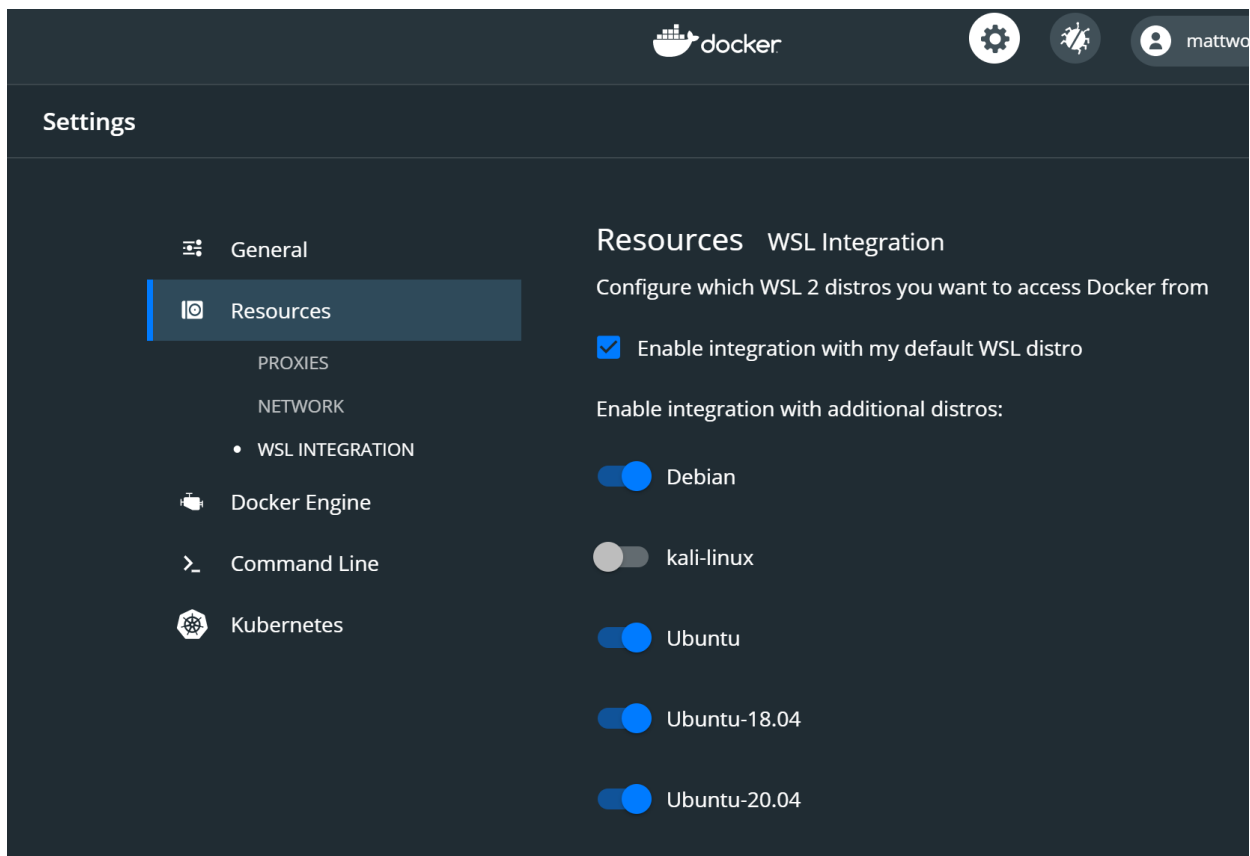 docker
mattwo
Settings
General
Resources
PROXIES
NETWORK
WSL INTEGRATION
Docker Engine
Command Line
Kubernetes
Resources WSL Integration
Configure which WSL 2 distros you want to access Docker from
Enable integration with my default WSL distro
Enable integration with additional distros:
Debian
kali-linux
Ubuntu
Ubuntu-18.04
Ubuntu-20.04